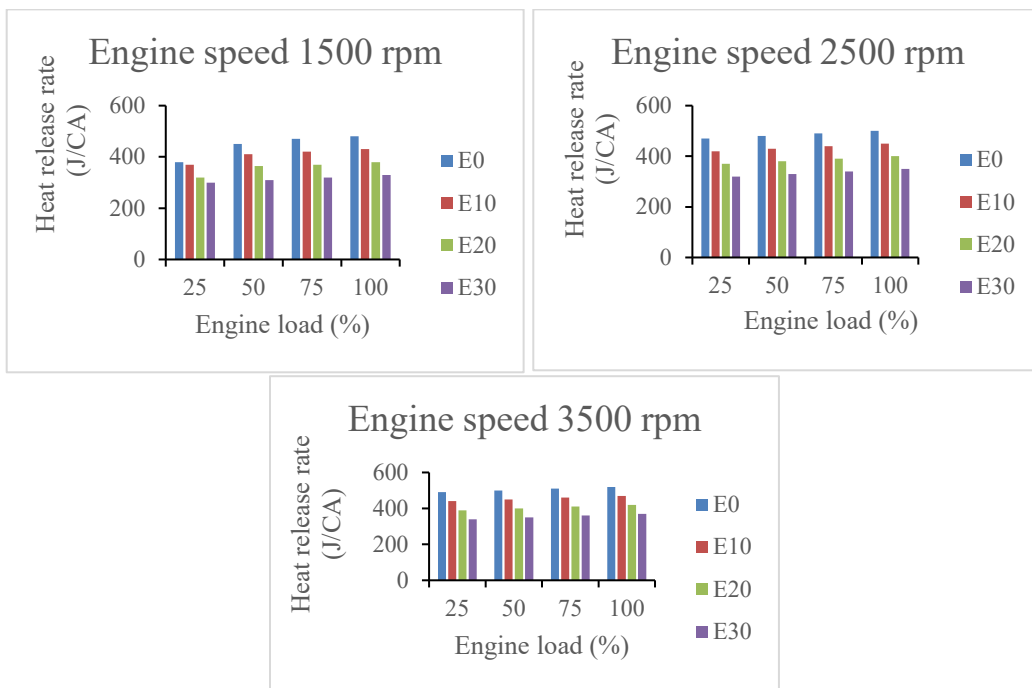 Engine speed 1500 rpm
Heat release rate
(J/CA)
600
400
200
0
25 50 75 100
Engine load (%)
E0
E10
E20
E30
Engine speed 2500 rpm
Heat release rate
(J/CA)
600
400
200
0
25 50 75 100
Engine load (%)
E0
E10
E20
E30
Engine speed 3500 rpm
Heat release rate
(J/CA)
600
400
200
0
25 50 75 100
Engine load (%)
E0
E10
E20
E30